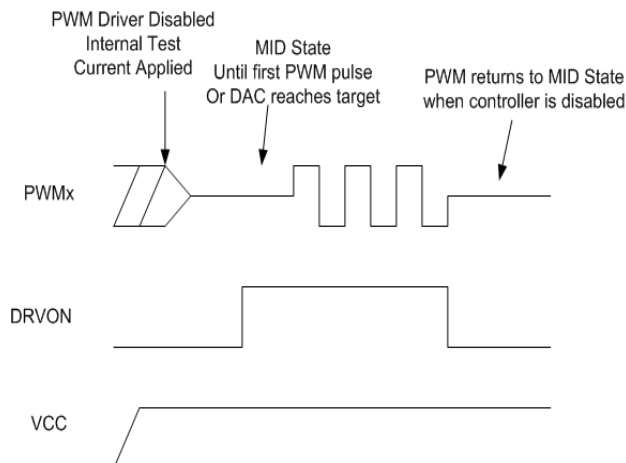 PWM Driver Disabled
Internal Test
Current Applied
MID State
Until first PWM pulse
Or DAC reaches target
PWM returns to MID State
when controller is disabled
PWMx
DRVON
VCC